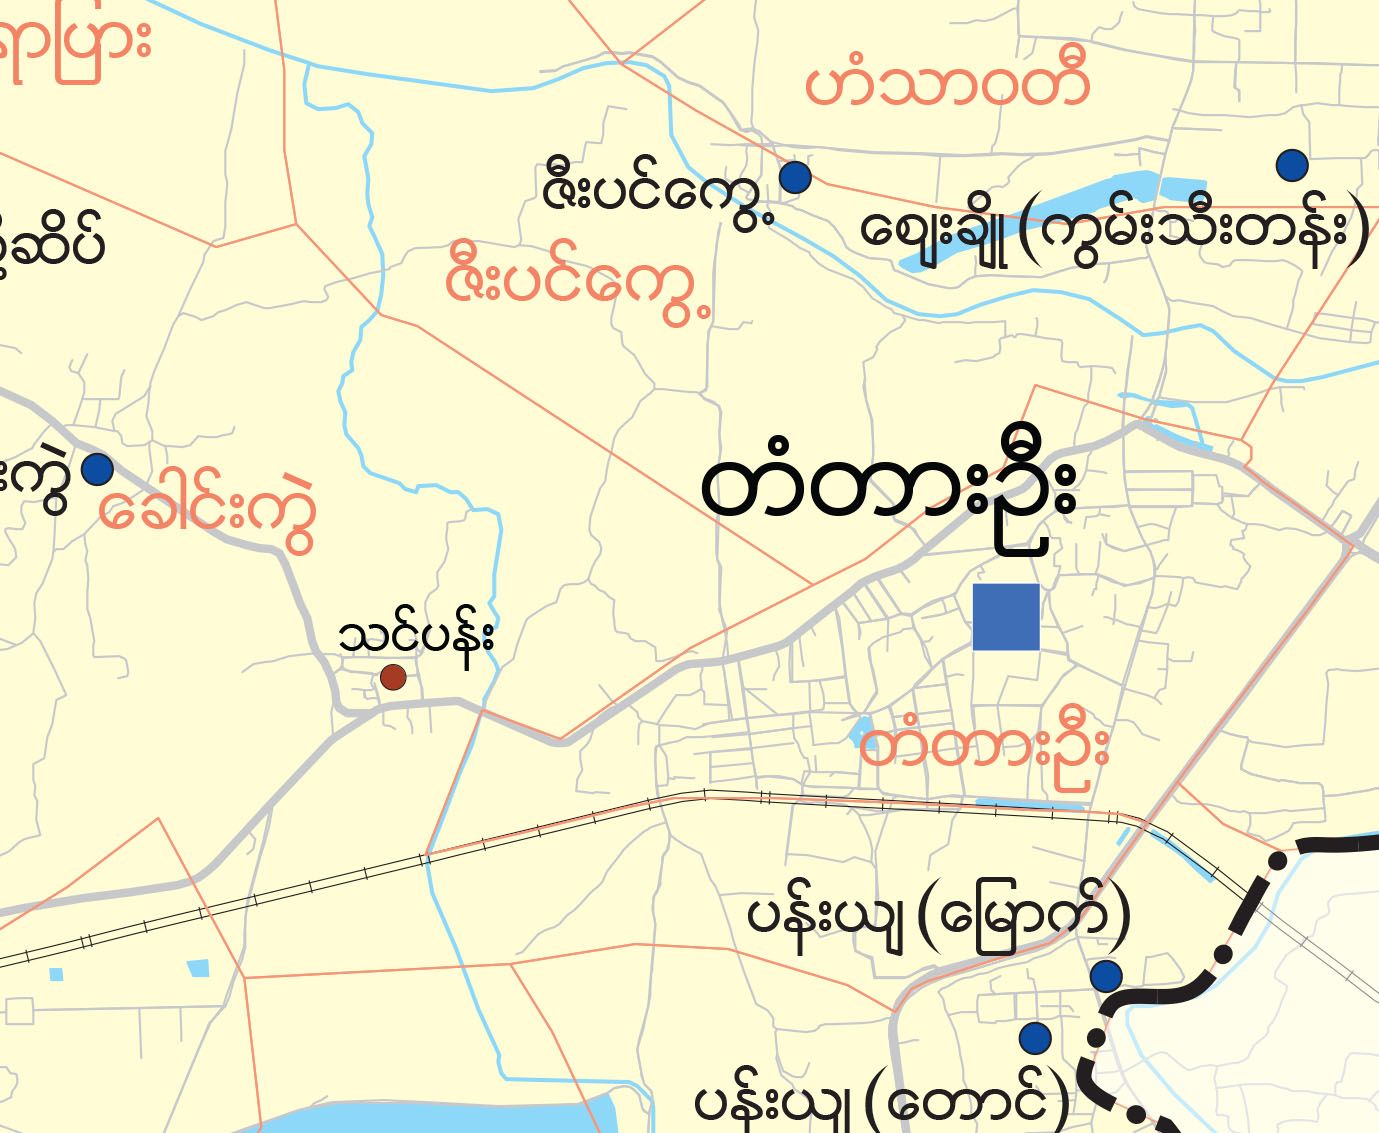 ဟံသာဝတီ
ဇီးပင်ကွေ့
ဈေးချို (ကွမ်းသီးတန်း)
ဇီးပင်ကွေ့
တံတားဦး
ခေါင်းကွဲ
သင်ပန်း
တံတားဦး
ပန်းယျ (မြောက်)
ပန်းယျ (တောင်)